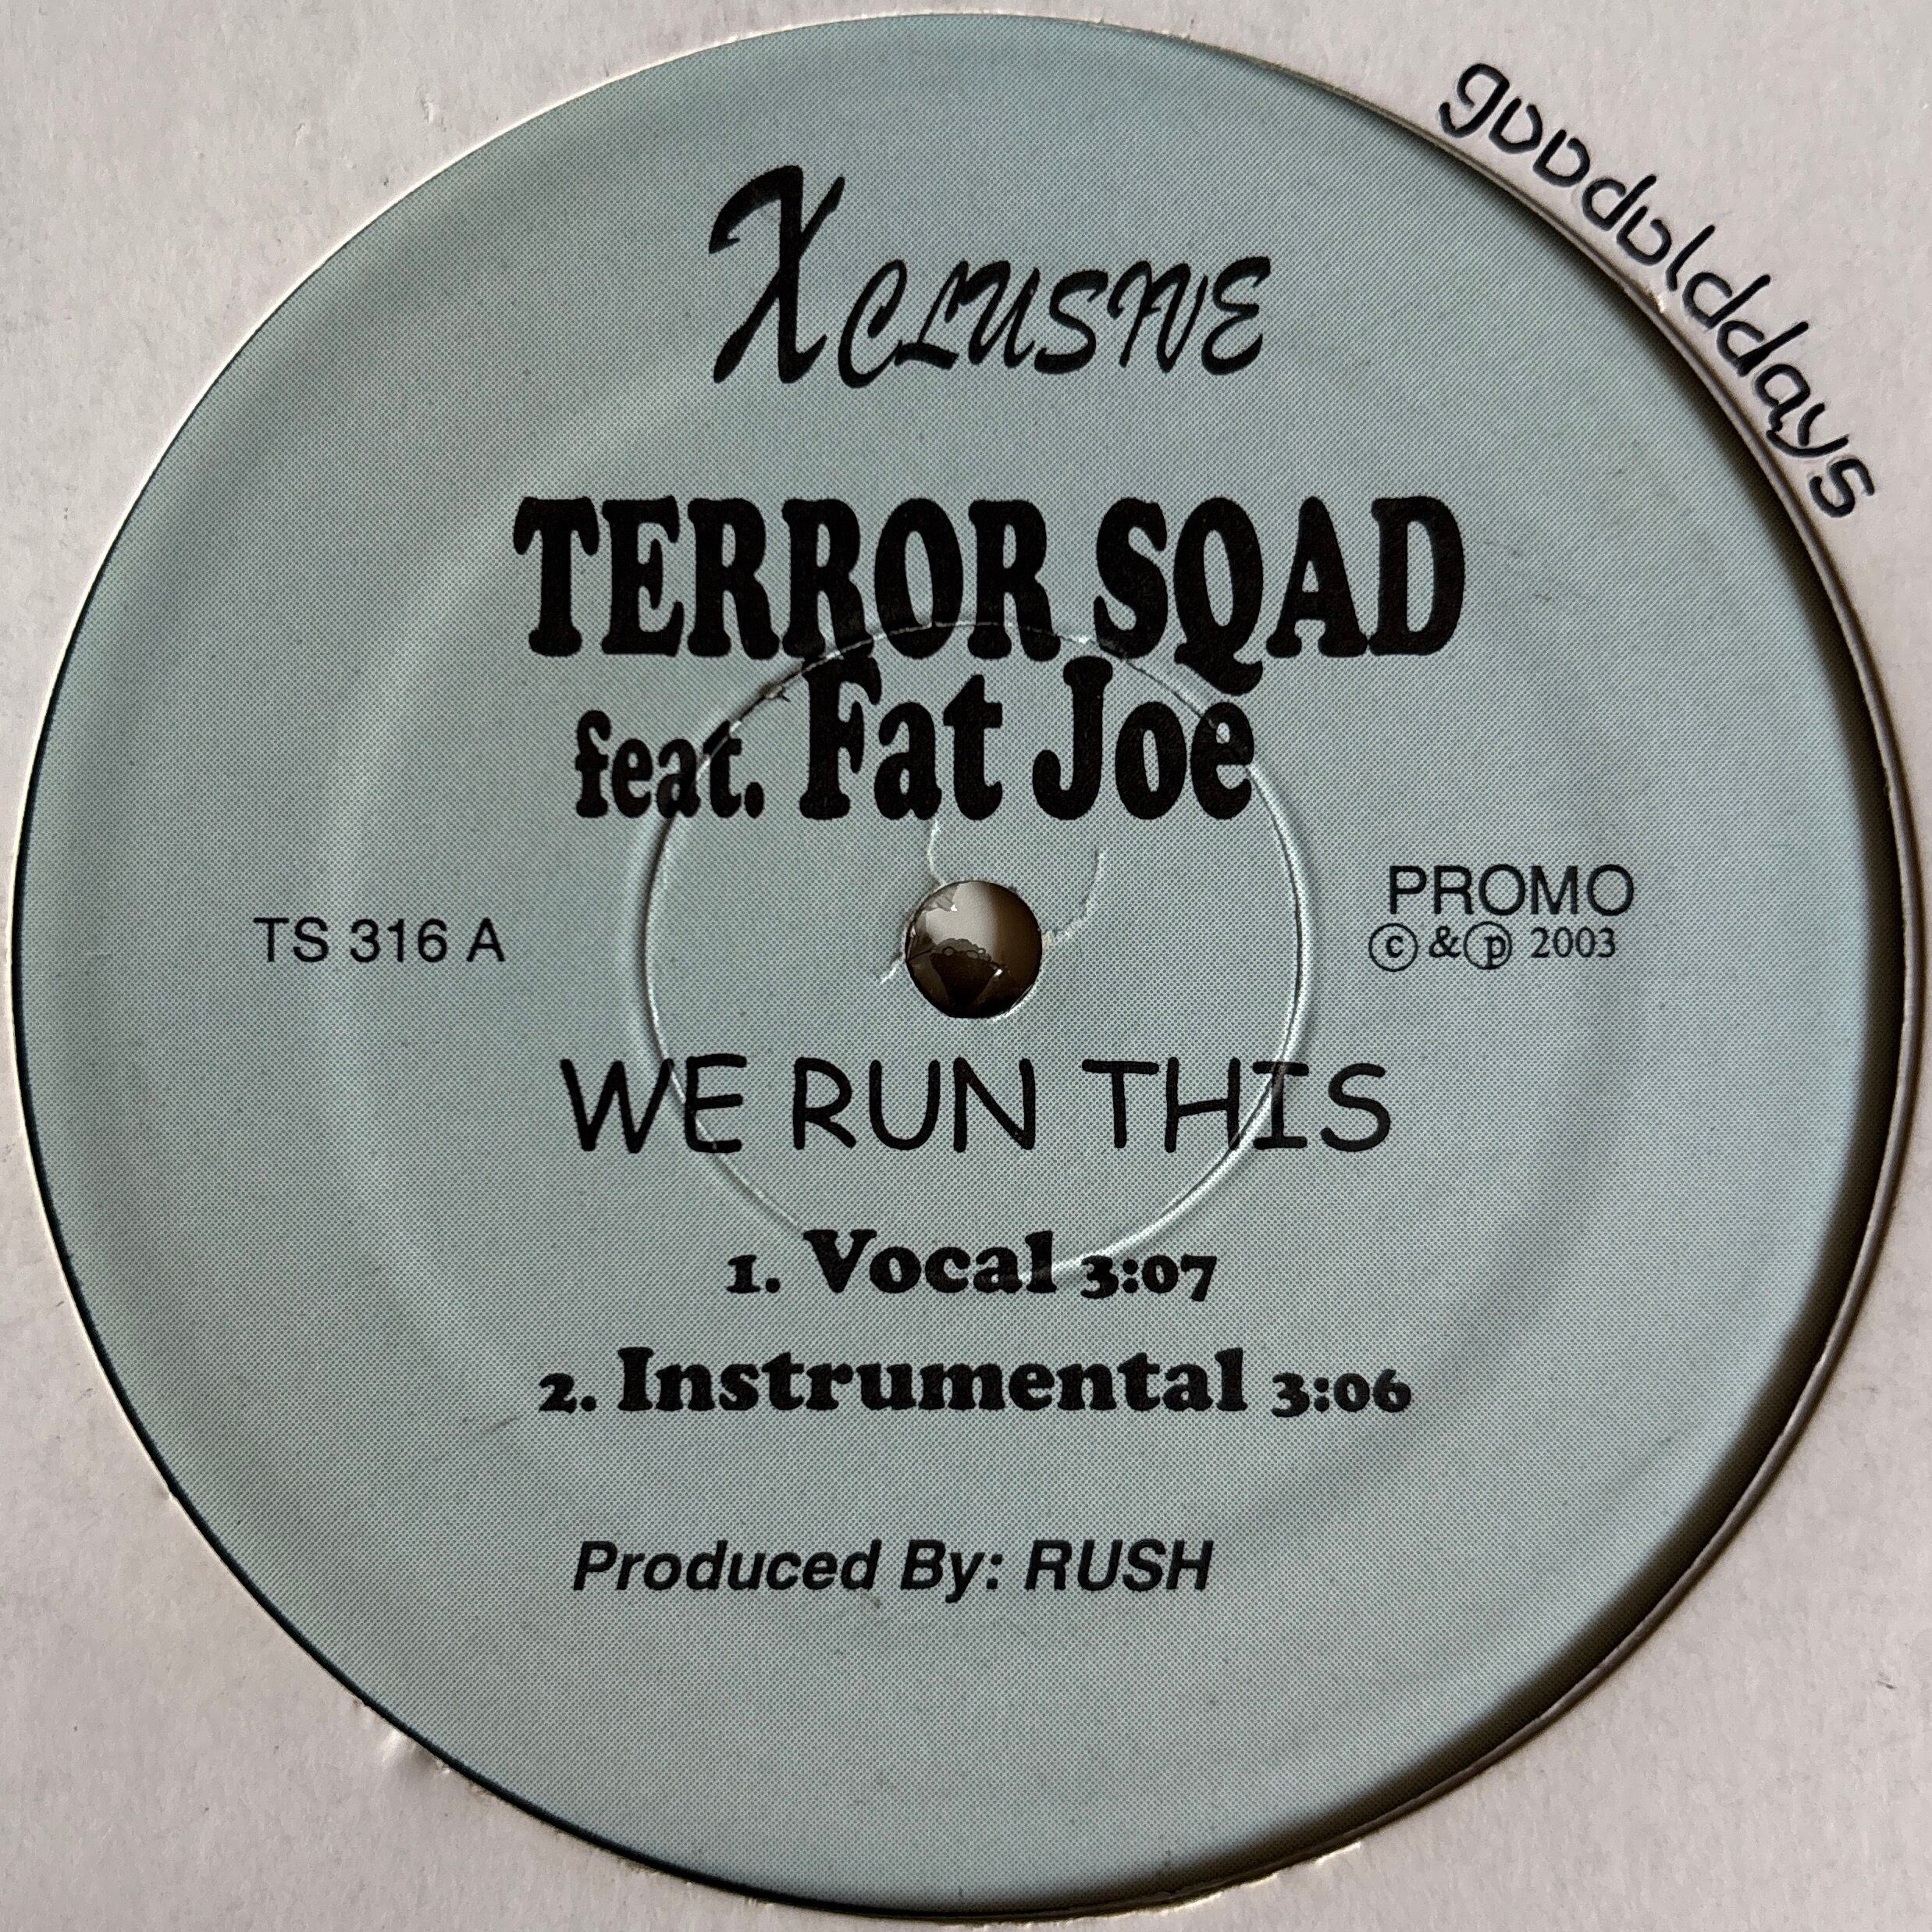 goodolddays
XCLUSIVE
TERROR SQAD
feat. Fat Joe
TS 316 A
PROMO
©&℗ 2003
WE RUN THIS
1. Vocal 3:07
2. Instrumental 3:06
Produced By: RUSH